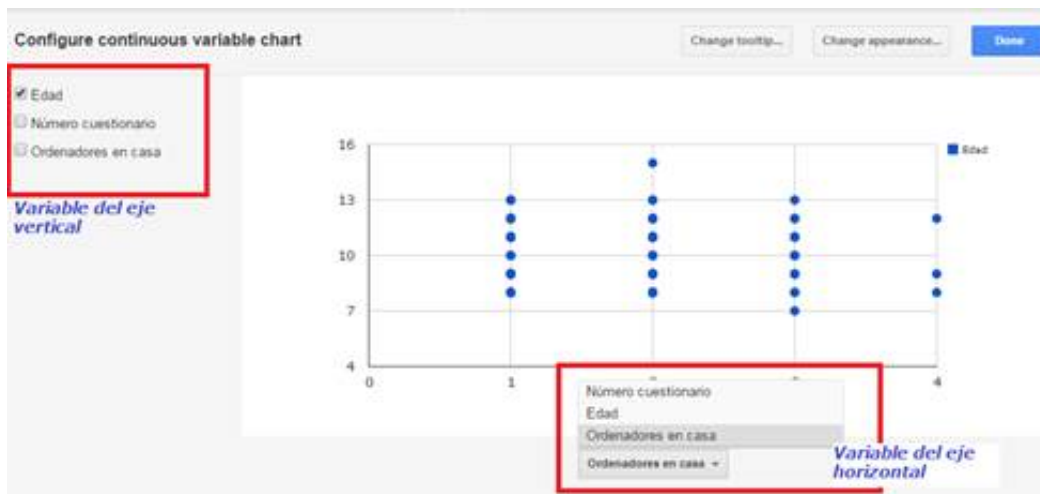 Configure continuous variable chart
Change tooltip...
Change appearance...
Done
Edad
Número cuestionario
Ordenadores en casa
Variable del eje
vertical
16
13
10
7
4
0
1
4
Edad
Número cuestionario
Edad
Ordenadores en casa
Ordenadores en casa
Variable del eje
horizontal